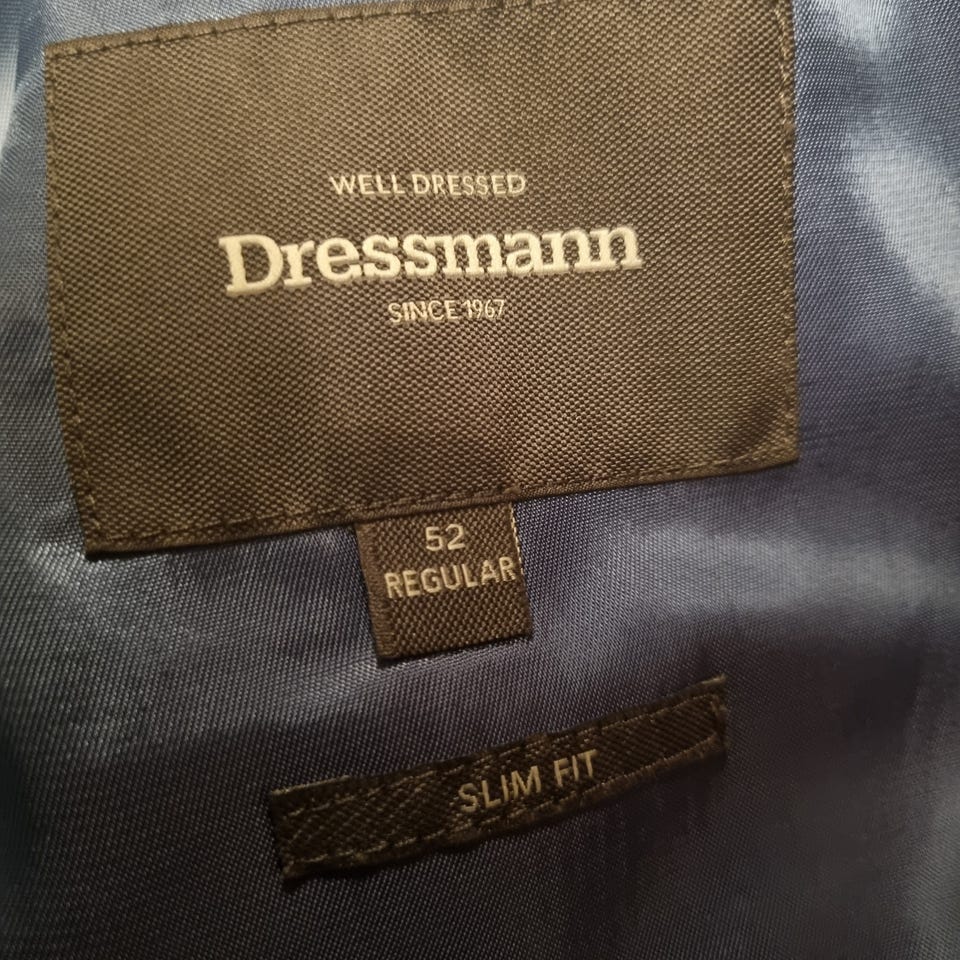 WELL DRESSED
Dressmann
SINCE 1967
52
REGULAR
SLIM FIT